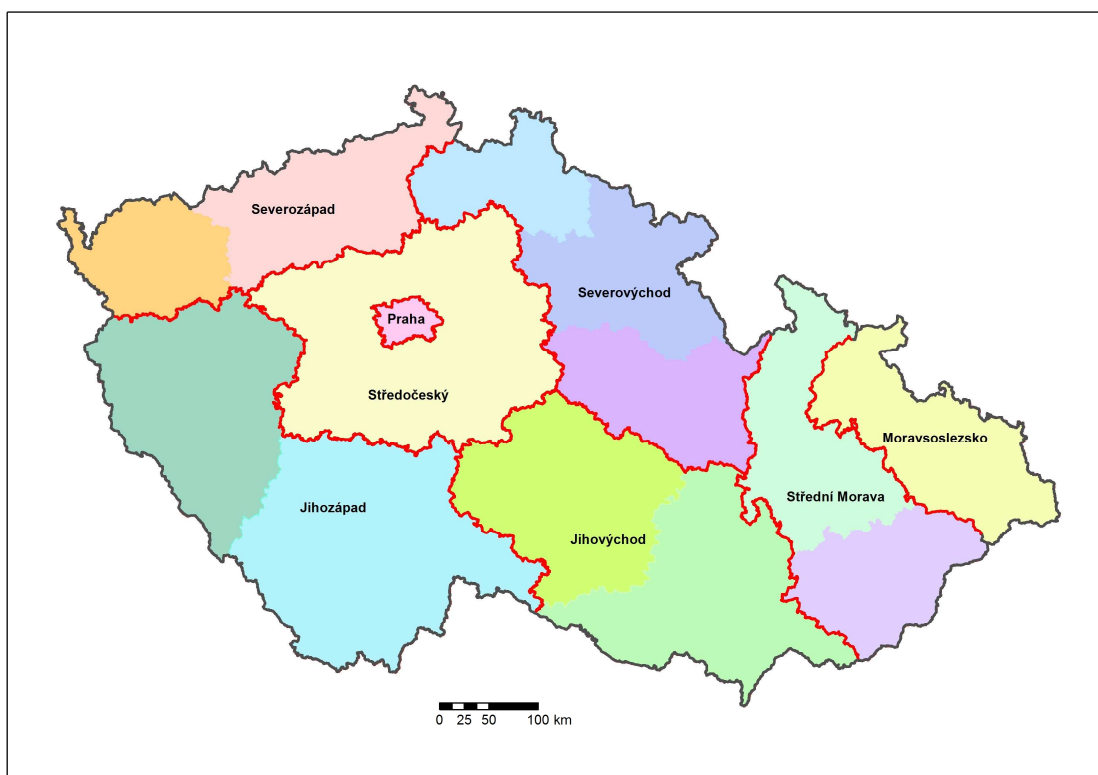 Severozápad
Severovýchod
Praha
Středočeský
Moravsoslezsko
Střední Morava
Jihozápad
Jihovýchod
0 25 50 100 km